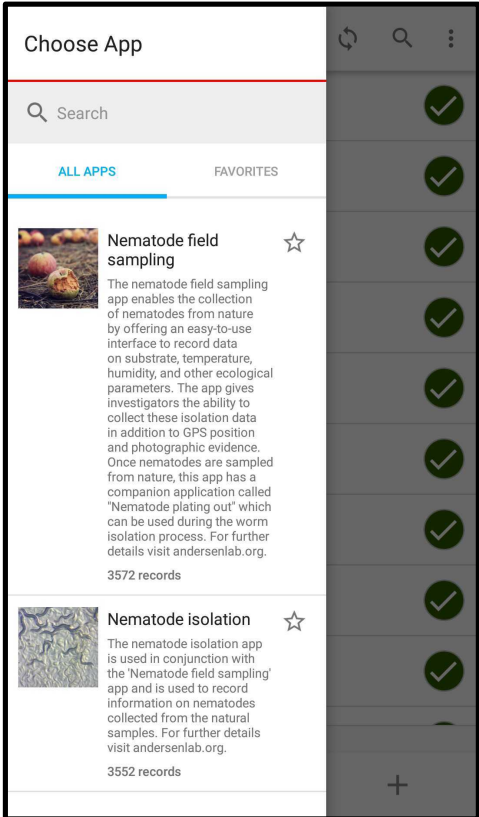 Choose App
Search
ALL APPS
FAVORITES
Nematode field
sampling
The nematode field sampling
app enables the collection
of nematodes from nature
by offering an easy-to-use
interface to record data
on substrate, temperature,
humidity, and other ecological
parameters. The app gives
investigators the ability to
collect these isolation data
in addition to GPS position
and photographic evidence.
Once nematodes are sampled
from nature, this app has a
companion application called
"Nematode plating out" which
can be used during the worm
isolation process. For further
details visit andersenlab.org.
3572 records
Nematode isolation
The nematode isolation app
is used in conjunction with
the 'Nematode field sampling'
app and is used to record
information on nematodes
collected from the natural
samples. For further details
visit andersenlab.org.
3552 records